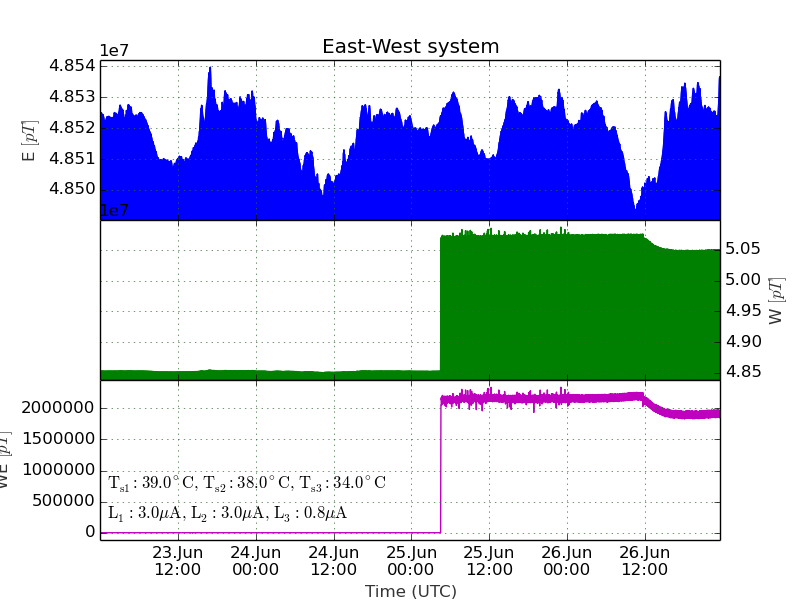 East-West system
1e7
4.854
4.853
4.852
4.851
4.850
E [pT]
1e7
5.05
5.00
4.95
4.90
4.85
W [pT]
2000000
1500000
1000000
500000
0
WE [pT]
T_s1 : 39.0°C, T_s2 : 38.0°C, T_s3 : 34.0°C
L_1 : 3.0μA, L_2 : 3.0μA, L_3 : 0.8μA
23.Jun 24.Jun 24.Jun 25.Jun 25.Jun 26.Jun 26.Jun
12:00 00:00 12:00 00:00 12:00 00:00 12:00
Time (UTC)